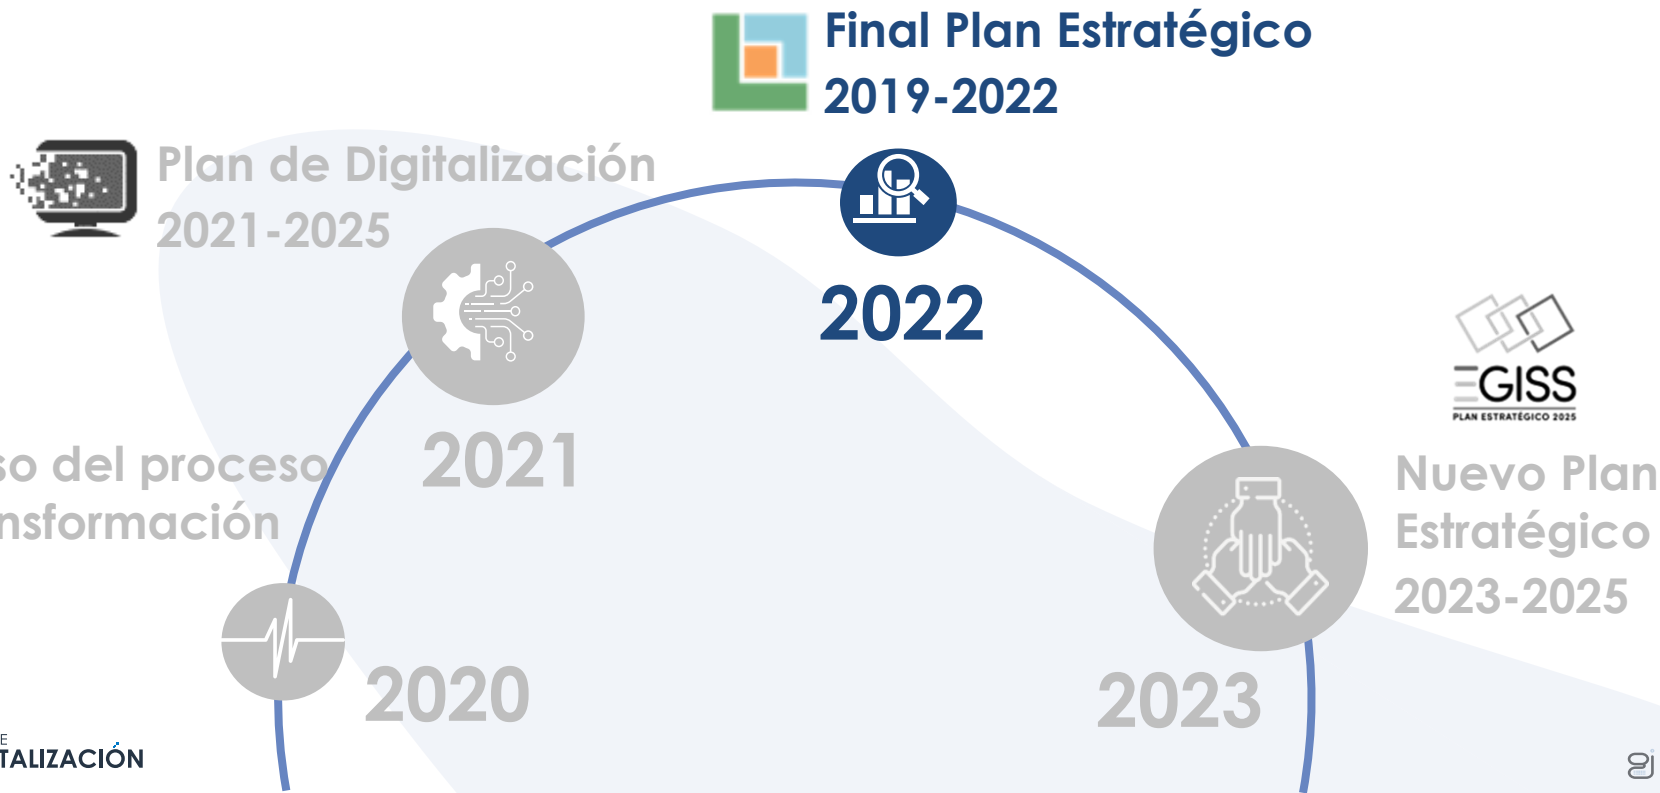 Final Plan Estratégico
2019-2022
Plan de Digitalización
2021-2025
2022
2021
EGISS
PLAN ESTRATÉGICO 2025
so del proceso
nsformación
Nuevo Plan
Estratégico
2023-2025
2020
2023
E
TALIZACIÓN